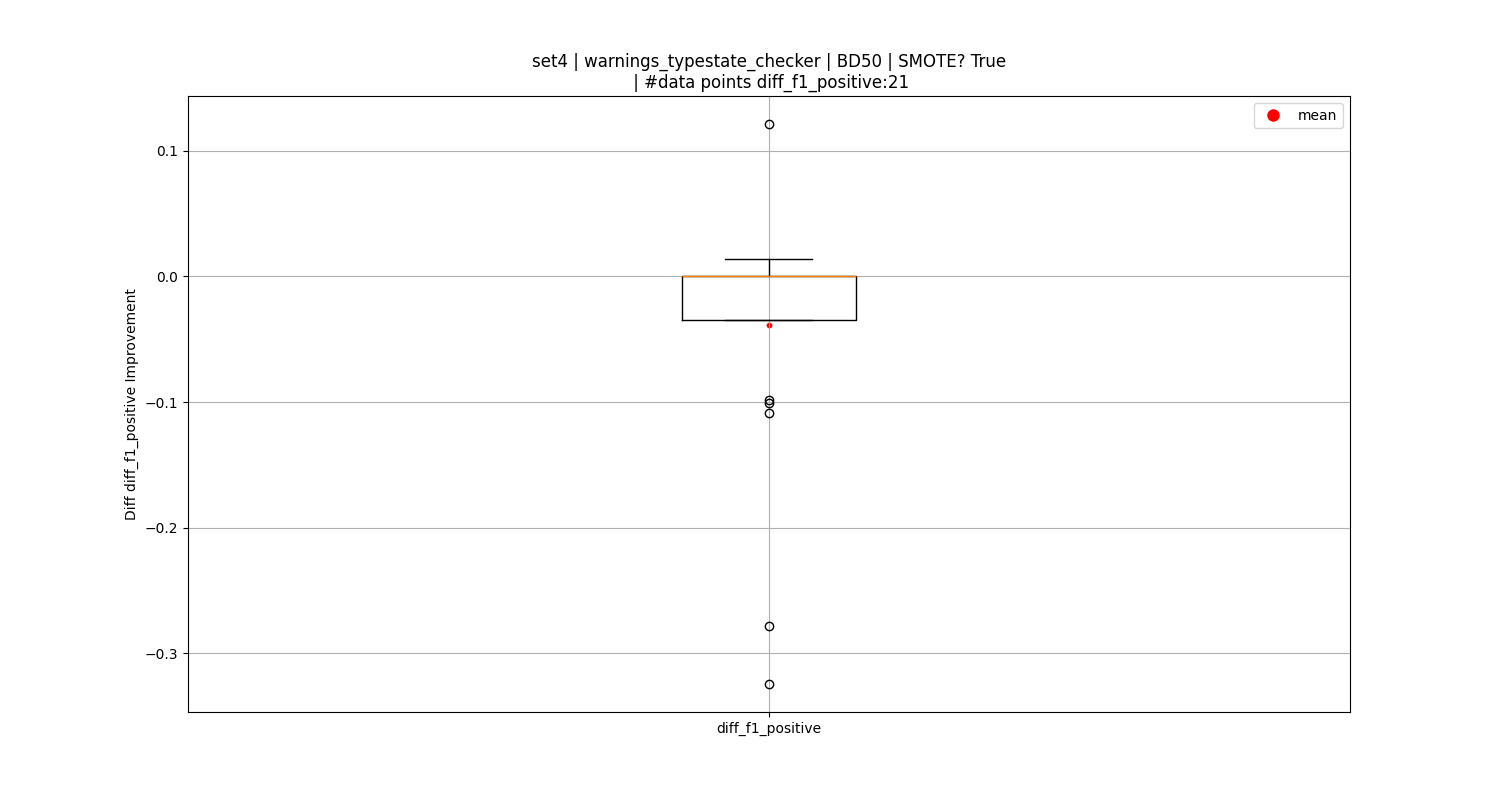 set4 | warnings_typestate_checker | BD50 | SMOTE? True
| #data points diff_f1_positive:21
mean
0.1
0.0
−0.1
−0.2
−0.3
Diff diff_f1_positive Improvement
diff_f1_positive